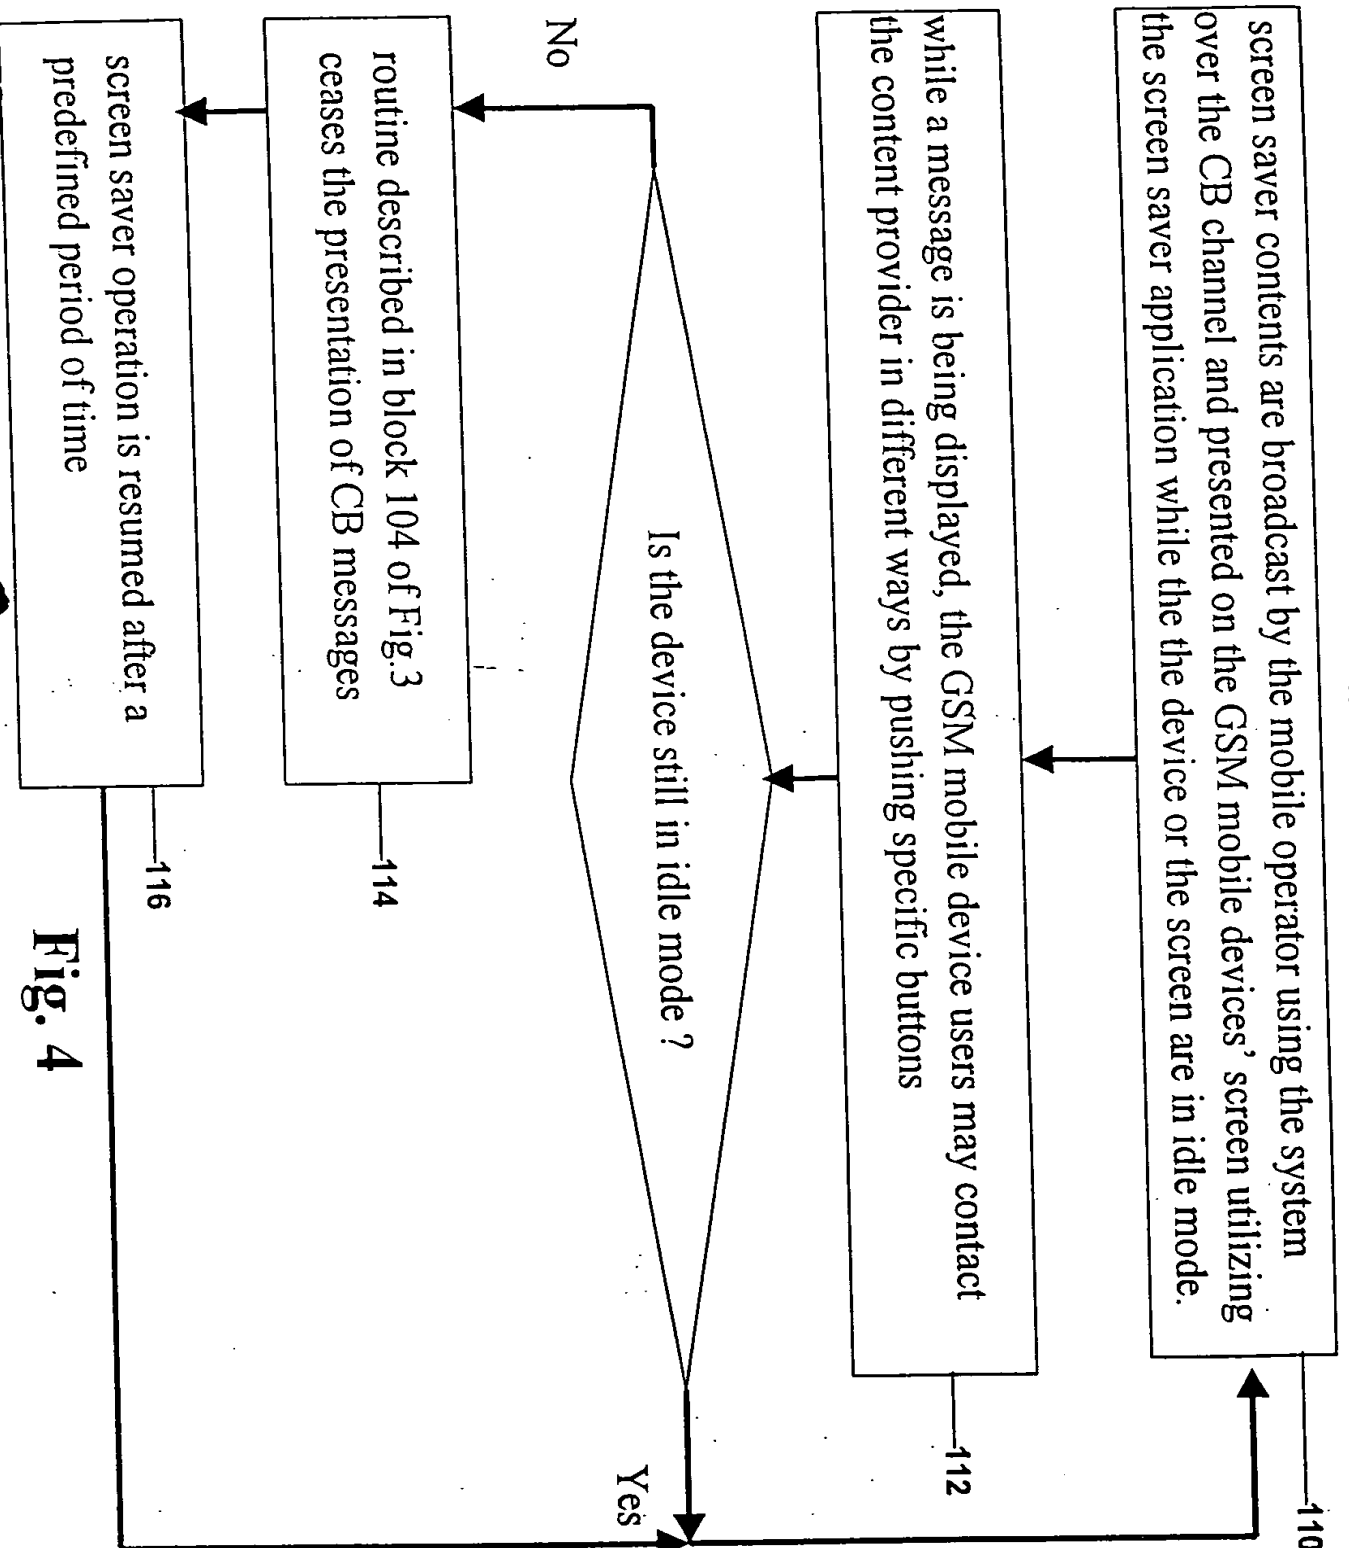 screen saver contents are broadcast by the mobile operator using the system
over the CB channel and presented on the GSM mobile devices' screen utilizing
the screen saver application while the the device or the screen are in idle mode.
110
while a message is being displayed, the GSM mobile device users may contact
the content provider in different ways by pushing specific buttons
112
Is the device still in idle mode ?
Yes
No
routine described in block 104 of Fig.3
ceases the presentation of CB messages
114
screen saver operation is resumed after a
predefined period of time
116
Fig. 4